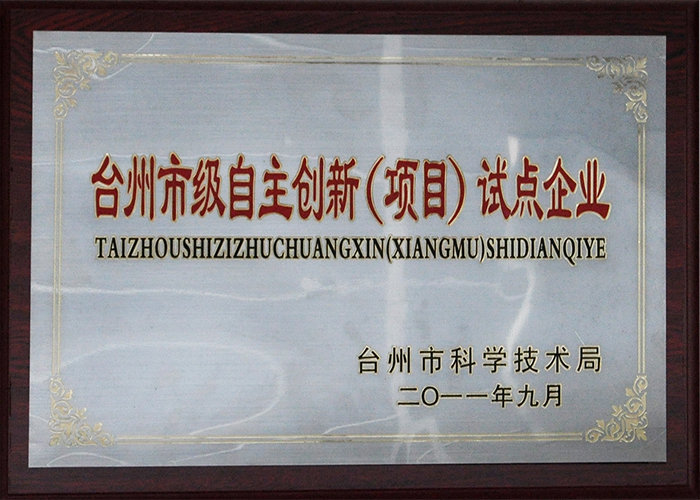 台州市级自主创新(项目)试点企业
TAIZHOUSHIZIZHUCHUANGXIN(XIANGMU)SHIDIANQIYE
台州市科学技术局
二〇一一年九月